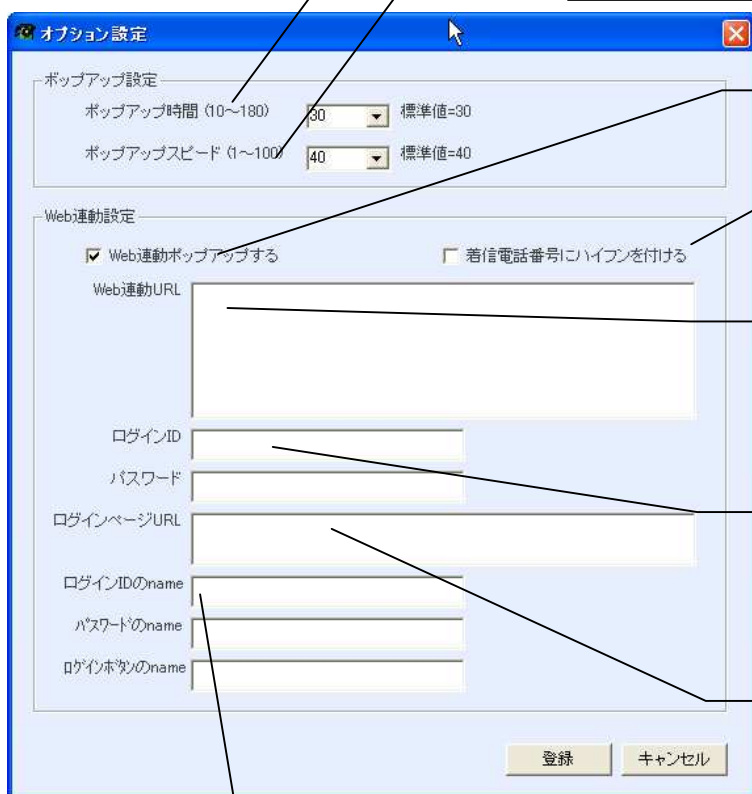 オプション設定
ポップアップ設定
ポップアップ時間 (10～180) 30 標準値=30
ポップアップスピード (1～100) 40 標準値=40
Web連動設定
Web連動ポップアップする 着信電話番号にハイフンを付ける
Web連動URL
ログインID
パスワード
ログインページURL
ログインIDのname
パスワードのname
ログインボタンのname
登録 キャンセル